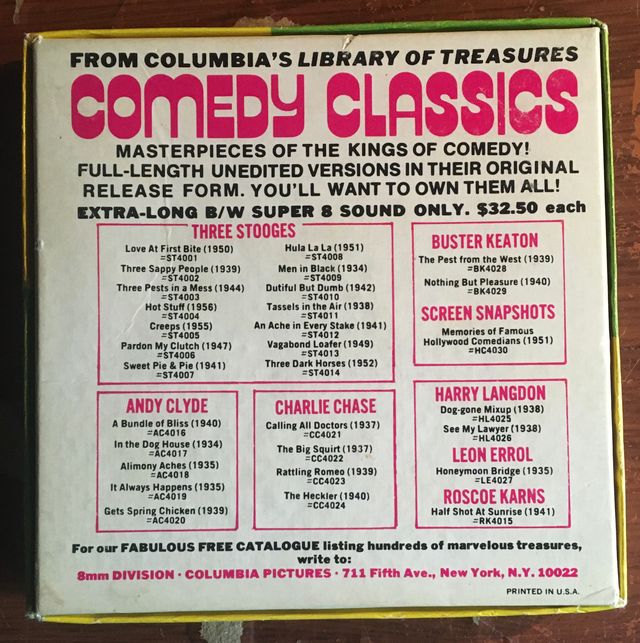 FROM COLUMBIA'S LIBRARY OF TREASURES
COMEDY CLASSICS
MASTERPIECES OF THE KINGS OF COMEDY!
FULL-LENGTH UNEDITED VERSIONS IN THEIR ORIGINAL
RELEASE FORM. YOU'LL WANT TO OWN THEM ALL!
EXTRA-LONG B/W SUPER 8 SOUND ONLY. $32.50 each
THREE STOOGES
Love At First Bite (1950)
=ST4001
Three Sappy People (1939)
=ST4002
Three Pests in a Mess (1944)
=ST4003
Hot Stuff (1956)
=ST4004
Creeps (1955)
=ST4005
Pardon My Clutch (1947)
=ST4006
Sweet Pie & Pie (1941)
=ST4007
Hula La La (1951)
=ST4008
Men in Black (1934)
=ST4009
Dutiful But Dumb (1942)
=ST4010
Tassels in the Air (1938)
=ST4011
An Ache in Every Stake (1941)
=ST4012
Vagabond Loafer (1949)
=ST4013
Three Dark Horses (1952)
=ST4014
BUSTER KEATON
The Pest from the West (1939)
=BK4028
Nothing But Pleasure (1940)
=BK4029
SCREEN SNAPSHOTS
Memories of Famous
Hollywood Comedians (1951)
=HC4030
ANDY CLYDE
A Bundle of Bliss (1940)
=AC4016
In the Dog House (1934)
=AC4017
Alimony Aches (1935)
=AC4018
It Always Happens (1935)
=AC4019
Gets Spring Chicken (1939)
=AC4020
CHARLIE CHASE
Calling All Doctors (1937)
=CC4021
The Big Squirt (1937)
=CC4022
Rattling Romeo (1939)
=CC4023
The Heckler (1940)
=CC4024
HARRY LANGDON
Dog-gone Mixup (1938)
=HL4025
See My Lawyer (1938)
=HL4026
LEON ERROL
Honeymoon Bridge (1935)
=LE4027
ROSCOE KARNS
Half Shot At Sunrise (1941)
=RK4015
For our FABULOUS FREE CATALOGUE listing hundreds of marvelous treasures,
write to:
8mm DIVISION · COLUMBIA PICTURES · 711 Fifth Ave., New York, N.Y. 10022
PRINTED IN U.S.A.